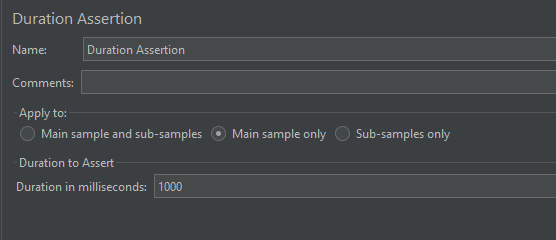 Duration Assertion
Name: Duration Assertion
Comments:
Apply to:
Main sample and sub-samples Main sample only Sub-samples only
Duration to Assert
Duration in milliseconds: 1000